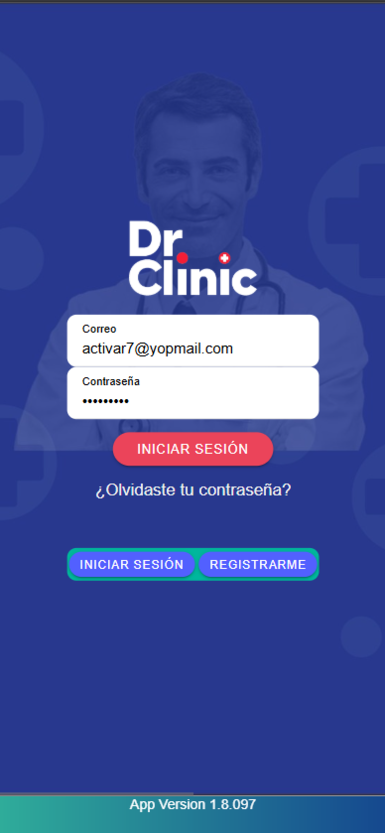 Dr.
Clinic
Correo
activar7@yopmail.com
Contraseña
•••••••••
INICIAR SESIÓN
¿Olvidaste tu contraseña?
INICIAR SESIÓN REGISTRARME
App Version 1.8.097